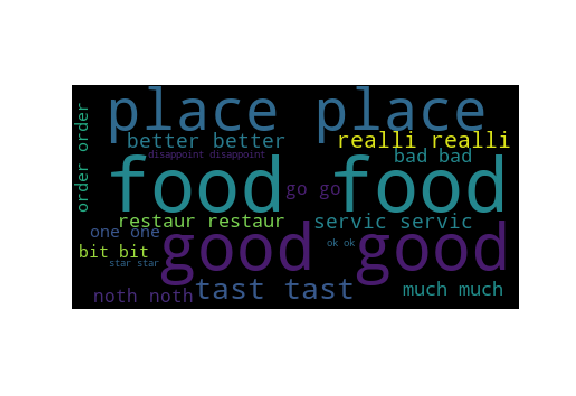 place place
order order
better better
realli realli
disappoint disappoint
bad bad
food food
go go
restaur restaur
servic servic
one one
good good
ok ok
bit bit
star star
noth noth
tast tast
much much